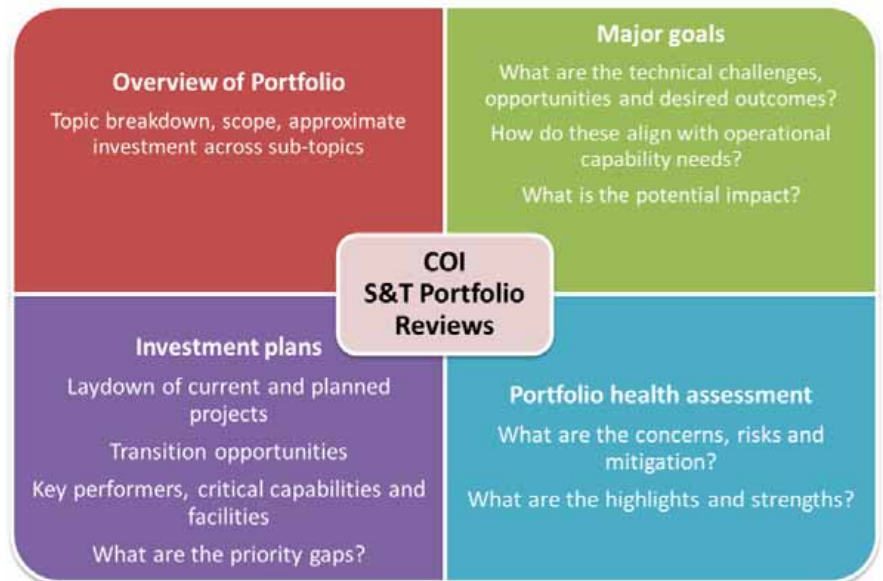 Overview of Portfolio
Topic breakdown, scope, approximate
investment across sub-topics
Major goals
What are the technical challenges,
opportunities and desired outcomes?
How do these align with operational
capability needs?
What is the potential impact?
COI
S&T Portfolio
Reviews
Investment plans
Laydown of current and planned
projects
Transition opportunities
Key performers, critical capabilities and
facilities
What are the priority gaps?
Portfolio health assessment
What are the concerns, risks and
mitigation?
What are the highlights and strengths?